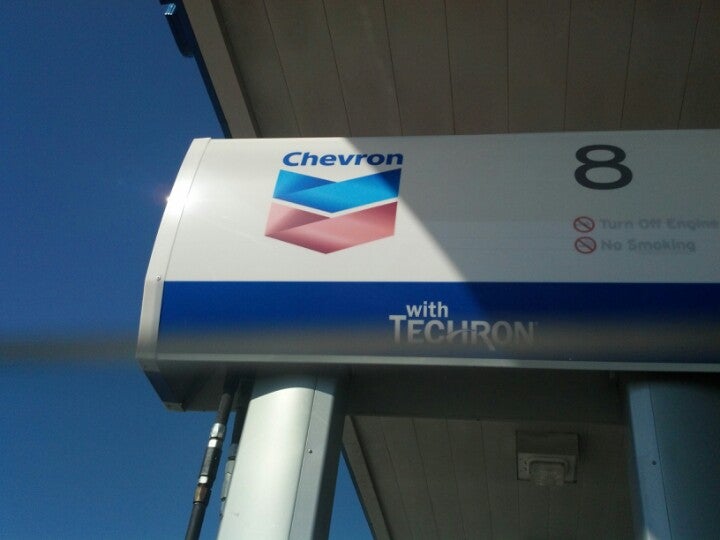 Chevron
8
Turn Off Engine
No Smoking
with
TECHRON